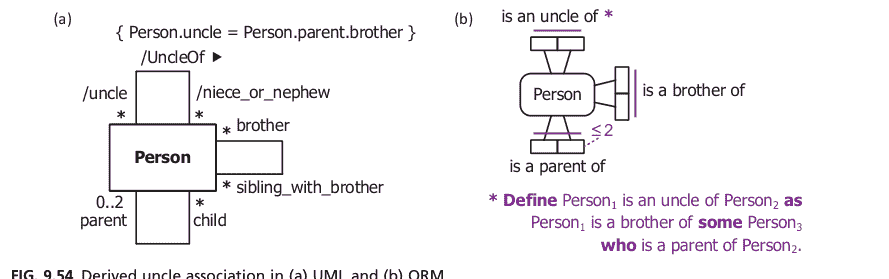 (a)
{ Person.uncle = Person.parent.brother }
/UncleOf ▶
/uncle
/niece_or_nephew
*
*
* brother
Person
* sibling_with_brother
0..2
*
parent
child
(b)
is an uncle of *
Person
is a brother of
≤2
is a parent of
* Define Person₁ is an uncle of Person₂ as
Person₁ is a brother of some Person₃
who is a parent of Person₂.
FIG. 9.54 Derived uncle association in (a) UML and (b) ORM